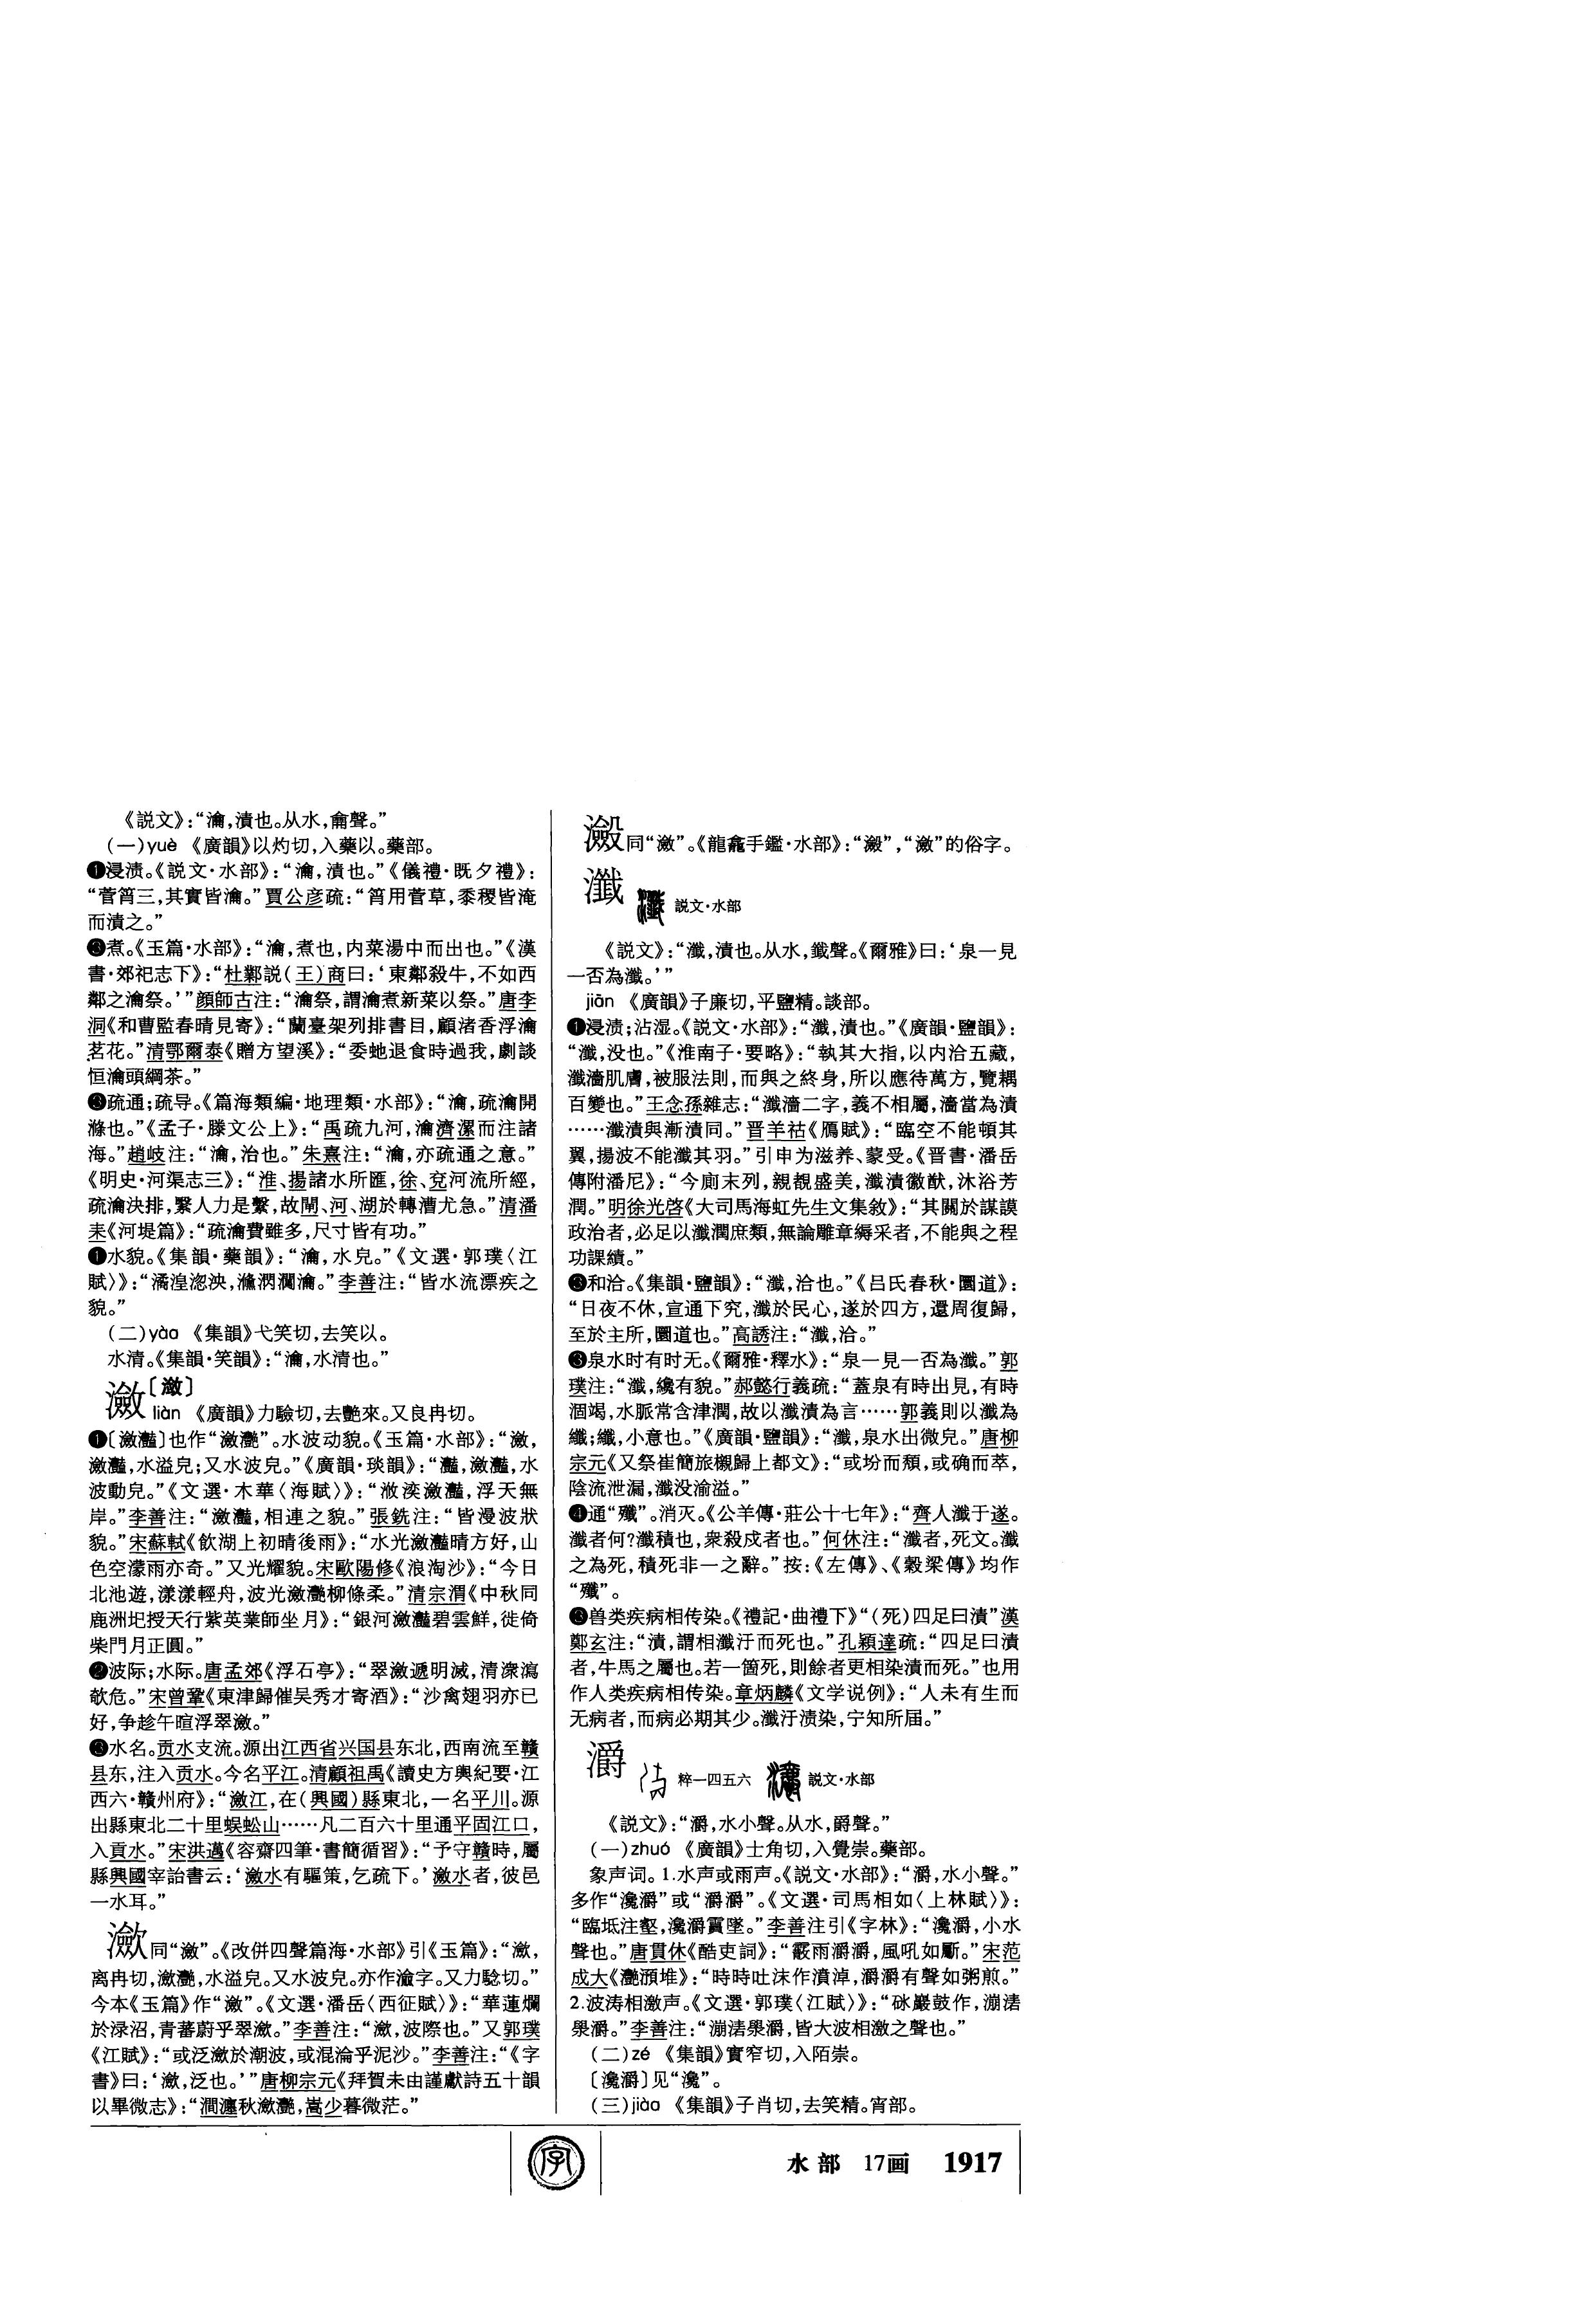 《説文》：“瀹，漬也。从水，龠聲。”
(一)yuè 《廣韻》以灼切，入藥以。藥部。
❶浸渍。《説文·水部》：“瀹，漬也。”《儀禮·既夕禮》：
“菅筲三，其實皆瀹。”賈公彦疏：“筲用菅草，黍稷皆淹
而漬之。”
煮。《玉篇·水部》：“瀹，煮也，内菜湯中而出也。”《漢
書·郊祀志下》：“杜鄴説(王)商曰：‘東鄰殺牛，不如西
鄰之瀹祭。’”顔師古注：“瀹祭，謂瀹煮新菜以祭。”唐李
洞《和曹監春晴見寄》：“蘭臺架列排書目，顧渚香浮瀹
茗花。”清鄂爾泰《贈方望溪》：“委虵退食時過我，劇談
恒瀹頭綱茶。”
❸疏通；疏导。《篇海類編·地理類·水部》：“瀹，疏瀹開
滌也。”《孟子·滕文公上》：“禹疏九河，瀹濟漯而注諸
海。”趙岐注：“瀹，治也。”朱熹注：“瀹，亦疏通之意。”
《明史·河渠志三》：“淮、揚諸水所匯，徐、兗河流所經，
疏瀹決排，繄人力是繫，故閘、河、湖於轉漕尤急。”清潘
耒《河堤篇》：“疏瀹費雖多，尺寸皆有功。”
水貌。《集韻·藥韻》：“瀹，水皃。”《文選·郭璞〈江
賦〉》：“潏湟淴泱，瀺㶒瀹。”李善注：“皆水流漂疾之
貌。”
(二)yào 《集韻》弋笑切，去笑以。
水清。《集韻·笑韻》：“瀹，水清也。”
瀲〔潋〕
liàn 《廣韻》力驗切，去艷來。又良冉切。
❶〔瀲灩〕也作“瀲灔”。水波动貌。《玉篇·水部》：“瀲，
瀲灩，水溢皃；又水波皃。”《廣韻·琰韻》：“灩，瀲灩，水
波動皃。”《文選·木華〈海賦〉》：“浟湙瀲灩，浮天無
岸。”李善注：“瀲灩，相連之貌。”張銑注：“皆漫波狀
貌。”宋蘇軾《飲湖上初晴後雨》：“水光瀲灩晴方好，山
色空濛雨亦奇。”又光耀貌。宋歐陽修《浪淘沙》：“今日
北池遊，漾漾輕舟，波光瀲灔柳條柔。”清宗渭《中秋同
鹿洲圯授天行紫英業師坐月》：“銀河瀲灩碧雲鮮，徙倚
柴門月正圓。”
❷波际；水际。唐孟郊《浮石亭》：“翠瀲遞明滅，清潨瀉
欹危。”宋曾鞏《東津歸催吴秀才寄酒》：“沙禽翅羽亦已
好，争趁午暄浮翠瀲。”
❸水名。贡水支流。源出江西省兴国县东北，西南流至赣
县东，注入贡水。今名平江。清顧祖禹《讀史方輿紀要·江
西六·贛州府》：“瀲江，在(興國)縣東北，一名平川。源
出縣東北二十里蜈蚣山……凡二百六十里通平固江口，
入貢水。”宋洪邁《容齋四筆·書簡循習》：“予守贛時，屬
縣興國宰詒書云：‘瀲水有驅策，乞疏下。’瀲水者，彼邑
一水耳。”
㶑同“瀲”。《改併四聲篇海·水部》引《玉篇》：“㶑，
离冉切，㶑灔，水溢皃。又水波皃。亦作澰字。又力驗切。”
今本《玉篇》作“瀲”。《文選·潘岳〈西征賦〉》：“華蓮爛
於渌沼，青蕃蔚乎翠㶑。”李善注：“㶑，波際也。”又郭璞
《江賦》：“或泛㶑於潮波，或混淪乎泥沙。”李善注：“《字
書》曰：‘㶑，泛也。’”唐柳宗元《拜賀未由謹獻詩五十韻
以畢微志》：“澗瀍秋㶑灔，嵩少暮微茫。”
同“瀲”。《龍龕手鑑·水部》：“”，“瀲”的俗字。
瀸 説文·水部
《説文》：“瀸，漬也。从水，韱聲。《爾雅》曰：‘泉一見
一否為瀸。’”
jiān 《廣韻》子廉切，平鹽精。談部。
❶浸渍；沾湿。《説文·水部》：“瀸，漬也。”《廣韻·鹽韻》：
“瀸，没也。”《淮南子·要略》：“執其大指，以内洽五藏，
瀸濇肌膚，被服法則，而與之終身，所以應待萬方，覽耦
百變也。”王念孫雜志：“瀸濇二字，義不相屬，濇當為漬
……瀸漬與漸漬同。”晋羊祜《鴈賦》：“臨空不能頓其
翼，揚波不能瀸其羽。”引申为滋养、蒙受。《晋書·潘岳
傳附潘尼》：“今廁末列，親覩盛美，瀸漬徽猷，沐浴芳
潤。”明徐光啓《大司馬海虹先生文集敘》：“其關於謀謨
政治者，必足以瀸潤庶類，無論雕章縟采者，不能與之程
功課績。”
和洽。《集韻·鹽韻》：“瀸，洽也。”《吕氏春秋·圜道》：
“日夜不休，宣通下究，瀸於民心，遂於四方，還周復歸，
至於主所，圜道也。”高誘注：“瀸，洽。”
❸泉水时有时无。《爾雅·釋水》：“泉一見一否為瀸。”郭
璞注：“瀸，纔有貌。”郝懿行義疏：“蓋泉有時出見，有時
涸竭，水脈常含津潤，故以瀸漬為言……郭義則以瀸為
纖；纖，小意也。”《廣韻·鹽韻》：“瀸，泉水出微皃。”唐柳
宗元《又祭崔簡旅櫬歸上都文》：“或坋而頹，或确而萃，
陰流泄漏，瀸没渝溢。”
❹通“殲”。消灭。《公羊傳·莊公十七年》：“齊人瀸于遂。
瀸者何？瀸積也，衆殺戍者也。”何休注：“瀸者，死文。瀸
之為死，積死非一之辭。”按：《左傳》、《穀梁傳》均作
“殲”。
兽类疾病相传染。《禮記·曲禮下》“(死)四足曰漬”漢
鄭玄注：“漬，謂相瀸汙而死也。”孔穎達疏：“四足曰漬
者，牛馬之屬也。若一箇死，則餘者更相染漬而死。”也用
作人类疾病相传染。章炳麟《文学说例》：“人未有生而
无病者，而病必期其少。瀸汙渍染，宁知所届。”
灂 粹一四五六 説文·水部
《説文》：“灂，水小聲。从水，爵聲。”
(一)zhuó 《廣韻》士角切，入覺崇。藥部。
象声词。1.水声或雨声。《説文·水部》：“灂，水小聲。”
多作“瀺灂”或“灂灂”。《文選·司馬相如〈上林賦〉》：
“臨坻注壑，瀺灂霣墜。”李善注引《字林》：“瀺灂，小水
聲也。”唐貫休《酷吏詞》：“霰雨灂灂，風吼如斸。”宋范
成大《灔澦堆》：“時時吐沫作濆淖，灂灂有聲如粥煎。”
2.波涛相激声。《文選·郭璞〈江賦〉》：“砅巖鼓作，漰湱
澩灂。”李善注：“漰湱澩灂，皆大波相激之聲也。”
(二)zé 《集韻》實窄切，入陌崇。
〔瀺灂〕见“瀺”。
(三)jiào 《集韻》子肖切，去笑精。宵部。
字
水部 17画 1917